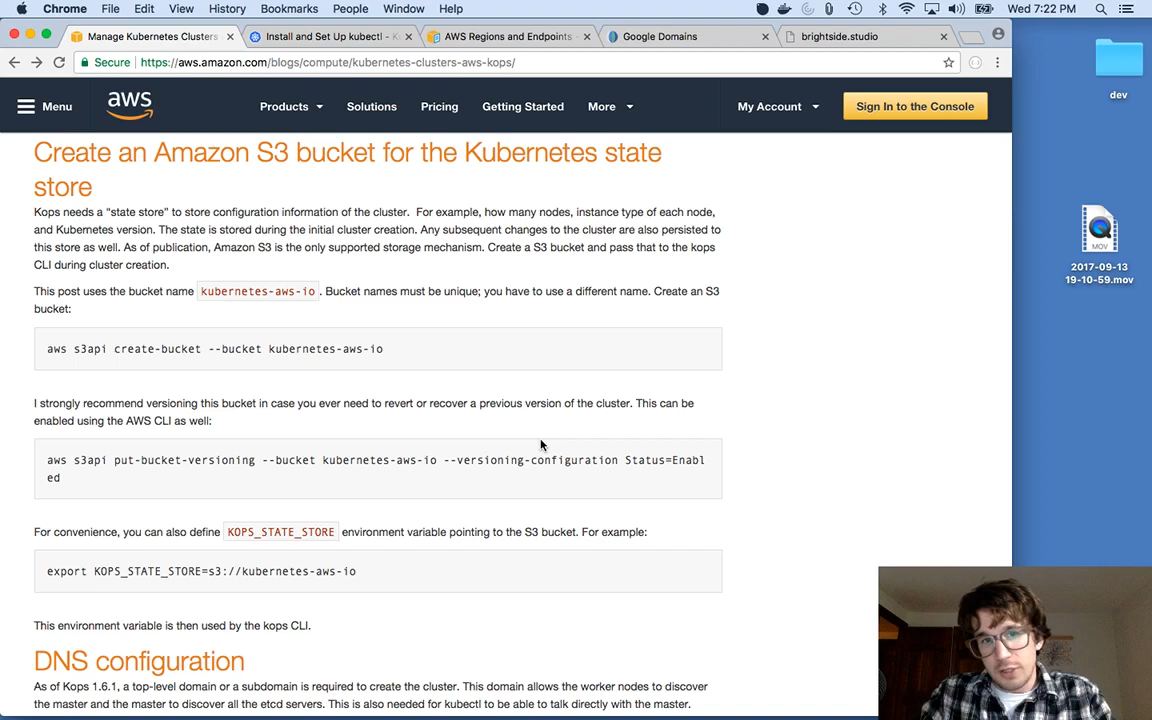 Chrome File Edit View History Bookmarks People Window Help Wed 7:22 PM
Manage Kubernetes Clusters Install and Set Up kubectl - K AWS Regions and Endpoints - Google Domains brightside.studio
Secure https://aws.amazon.com/blogs/compute/kubernetes-clusters-aws-kops/
Menu aws Products Solutions Pricing Getting Started More My Account Sign In to the Console
dev
Create an Amazon S3 bucket for the Kubernetes state
store
Kops needs a “state store” to store configuration information of the cluster. For example, how many nodes, instance type of each node,
and Kubernetes version. The state is stored during the initial cluster creation. Any subsequent changes to the cluster are also persisted to
this store as well. As of publication, Amazon S3 is the only supported storage mechanism. Create a S3 bucket and pass that to the kops
CLI during cluster creation.
MOV
2017-09-13
19-10-59.mov
This post uses the bucket name kubernetes-aws-io . Bucket names must be unique; you have to use a different name. Create an S3
bucket:
aws s3api create-bucket --bucket kubernetes-aws-io
I strongly recommend versioning this bucket in case you ever need to revert or recover a previous version of the cluster. This can be
enabled using the AWS CLI as well:
aws s3api put-bucket-versioning --bucket kubernetes-aws-io --versioning-configuration Status=Enabl
ed
For convenience, you can also define KOPS_STATE_STORE environment variable pointing to the S3 bucket. For example:
export KOPS_STATE_STORE=s3://kubernetes-aws-io
This environment variable is then used by the kops CLI.
DNS configuration
As of Kops 1.6.1, a top-level domain or a subdomain is required to create the cluster. This domain allows the worker nodes to discover
the master and the master to discover all the etcd servers. This is also needed for kubectl to be able to talk directly with the master.